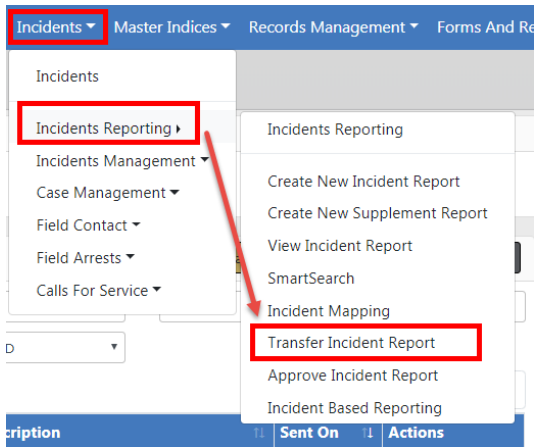 Incidents Master Indices Records Management Forms And Re
Incidents
Incidents Reporting
Incidents Management
Case Management
Field Contact
Field Arrests
Calls For Service
Incidents Reporting
Create New Incident Report
Create New Supplement Report
View Incident Report
SmartSearch
Incident Mapping
Transfer Incident Report
Approve Incident Report
Incident Based Reporting
D
cription Sent On Actions